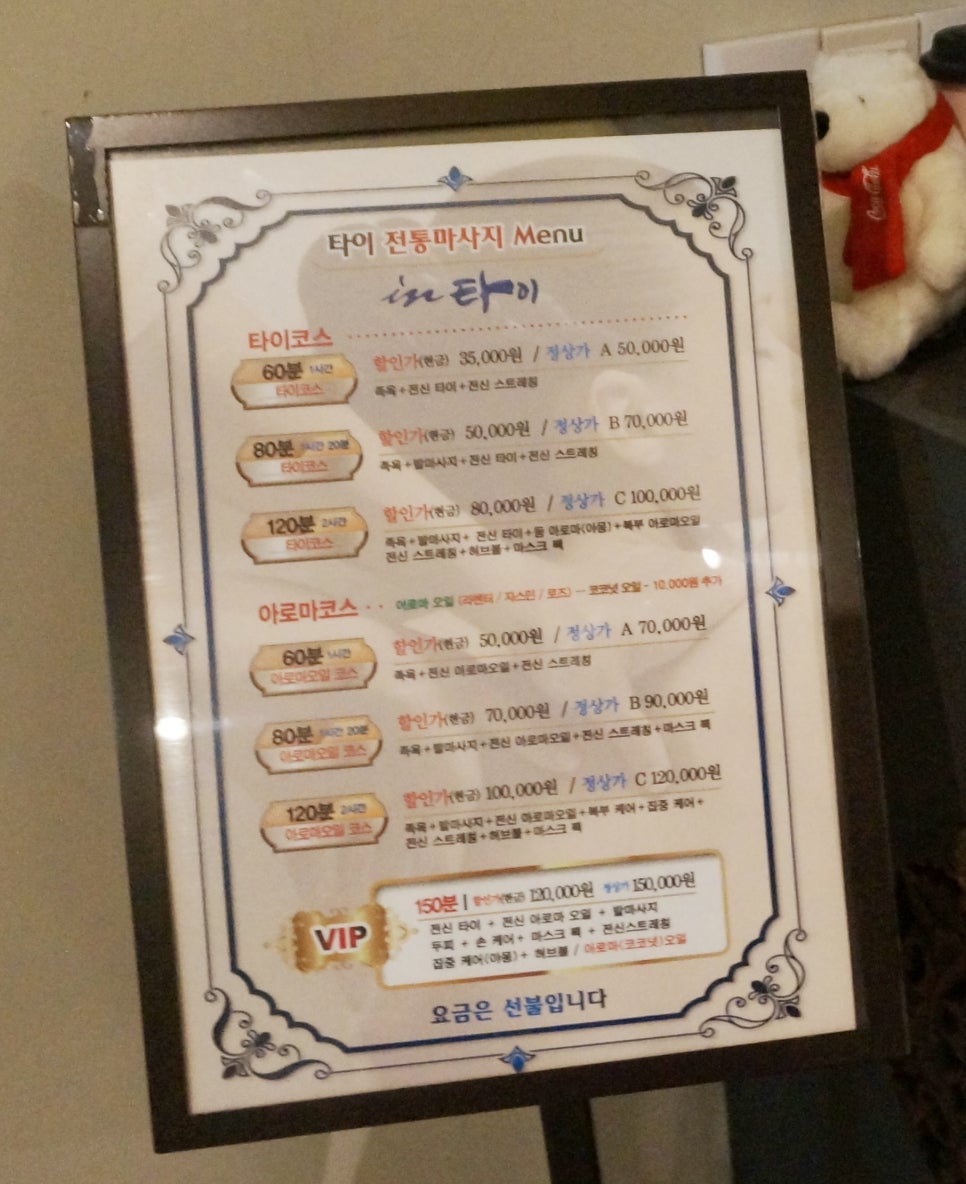 타이 전통마사지 Menu
in 타이
타이코스
60분 1시간
타이코스
할인가(현금) 35,000원 / 정상가 A 50,000원
족욕+전신 타이+전신 스트레칭
80분 1시간 20분
타이코스
할인가(현금) 50,000원 / 정상가 B 70,000원
족욕+발마사지+전신 타이+전신 스트레칭
120분 2시간
타이코스
할인가(현금) 80,000원 / 정상가 C 100,000원
족욕+발마사지+ 전신 타이+몸 아로마(아몽)+복부 아로마오일
전신 스트레칭+허브볼+마스크 팩
아로마코스 ·· 아로마 오일 (라벤더 / 자스민 / 로즈) -- 코코넛 오일 - 10,000원 추가
60분 1시간
아로마오일 코스
할인가(현금) 50,000원 / 정상가 A 70,000원
족욕+전신 아로마오일+전신 스트레칭
80분 1시간 20분
아로마오일 코스
할인가(현금) 70,000원 / 정상가 B 90,000원
족욕+발마사지+전신 아로마오일+전신 스트레칭+마스크 팩
120분 2시간
아로마오일 코스
할인가(현금) 100,000원 / 정상가 C 120,000원
족욕+발마사지+전신 아로마오일+복부 케어+집중 케어+
전신 스트레칭+허브볼+마스크 팩
VIP
150분 | 할인가(현금) 120,000원 정상가 150,000원
전신 타이 + 전신 아로마 오일 + 발마사지
두피 + 손 케어+ 마스크 팩 + 전신스트레칭
집중 케어(아몽)+ 허브볼 / 아로마(코코넛)오일
요금은 선불입니다
Coca-Cola